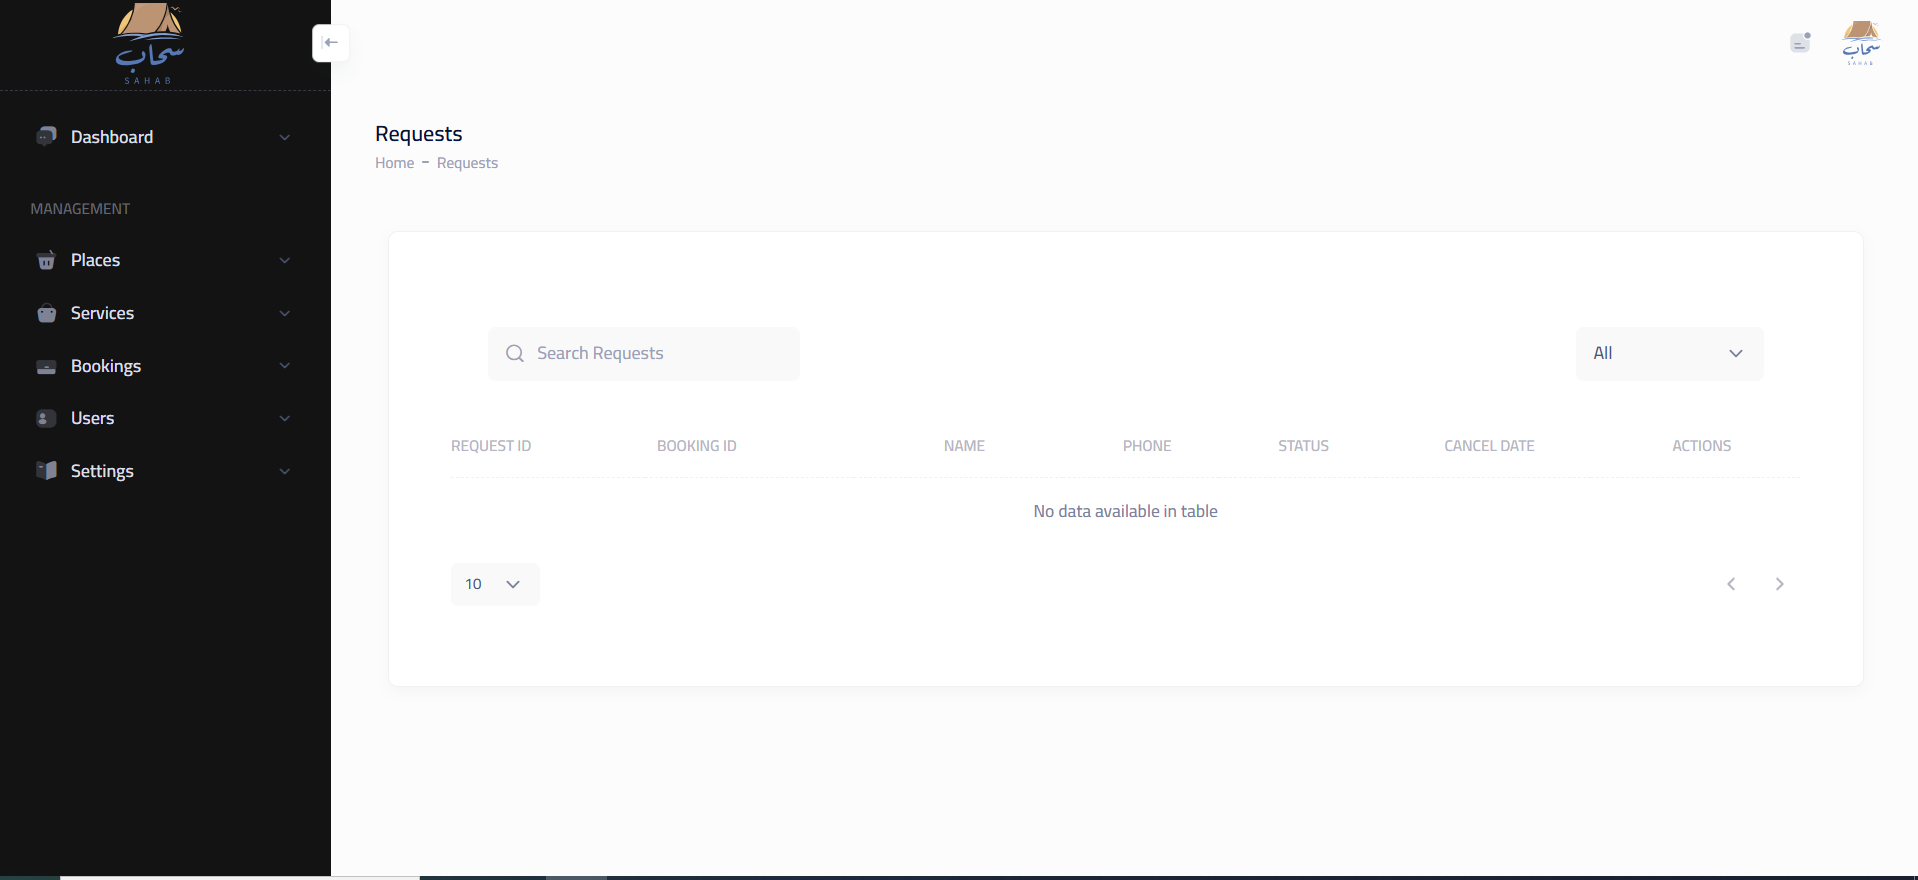 سحاب
SAHAB
Dashboard
MANAGEMENT
Places
Services
Bookings
Users
Settings
سحاب
SAHAB
Requests
Home - Requests
Search Requests
All
REQUEST ID BOOKING ID NAME PHONE STATUS CANCEL DATE ACTIONS
No data available in table
10